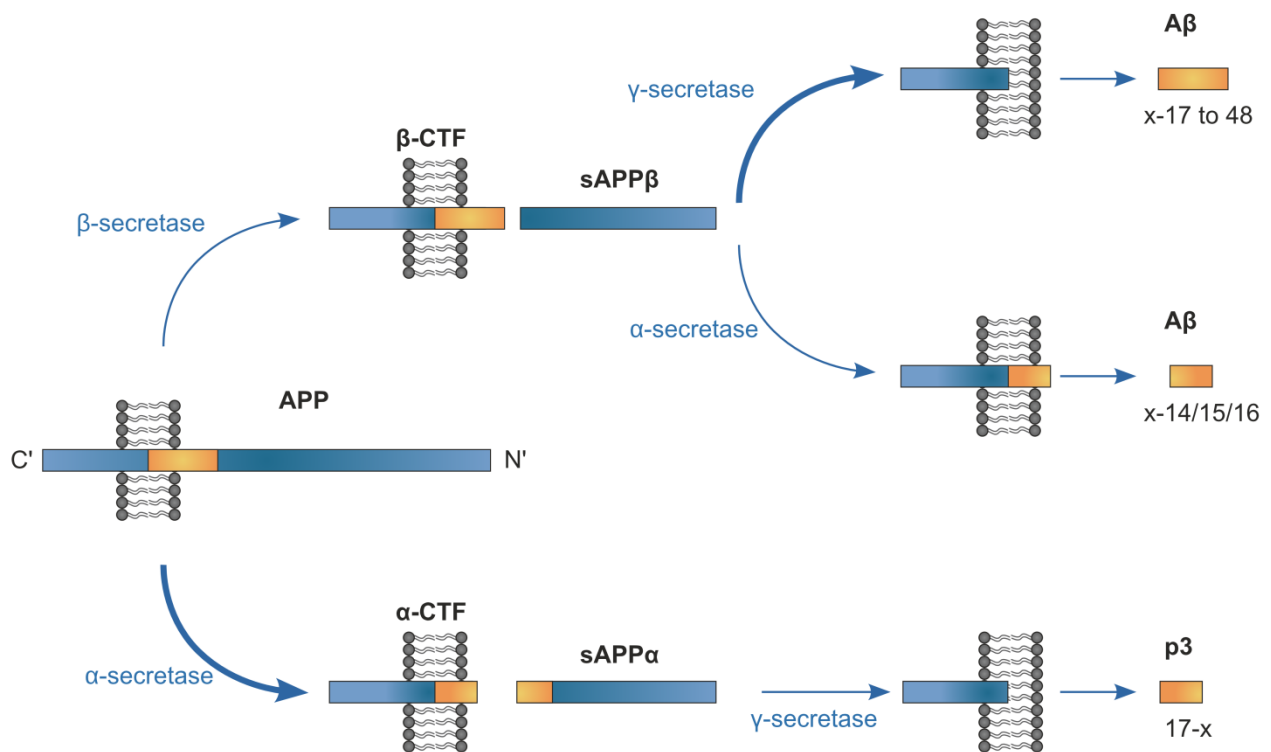 Aβ
γ-secretase
x-17 to 48
β-CTF
sAPPβ
β-secretase
α-secretase
Aβ
x-14/15/16
APP
C' N'
α-CTF
sAPPα
p3
α-secretase
γ-secretase
17-x